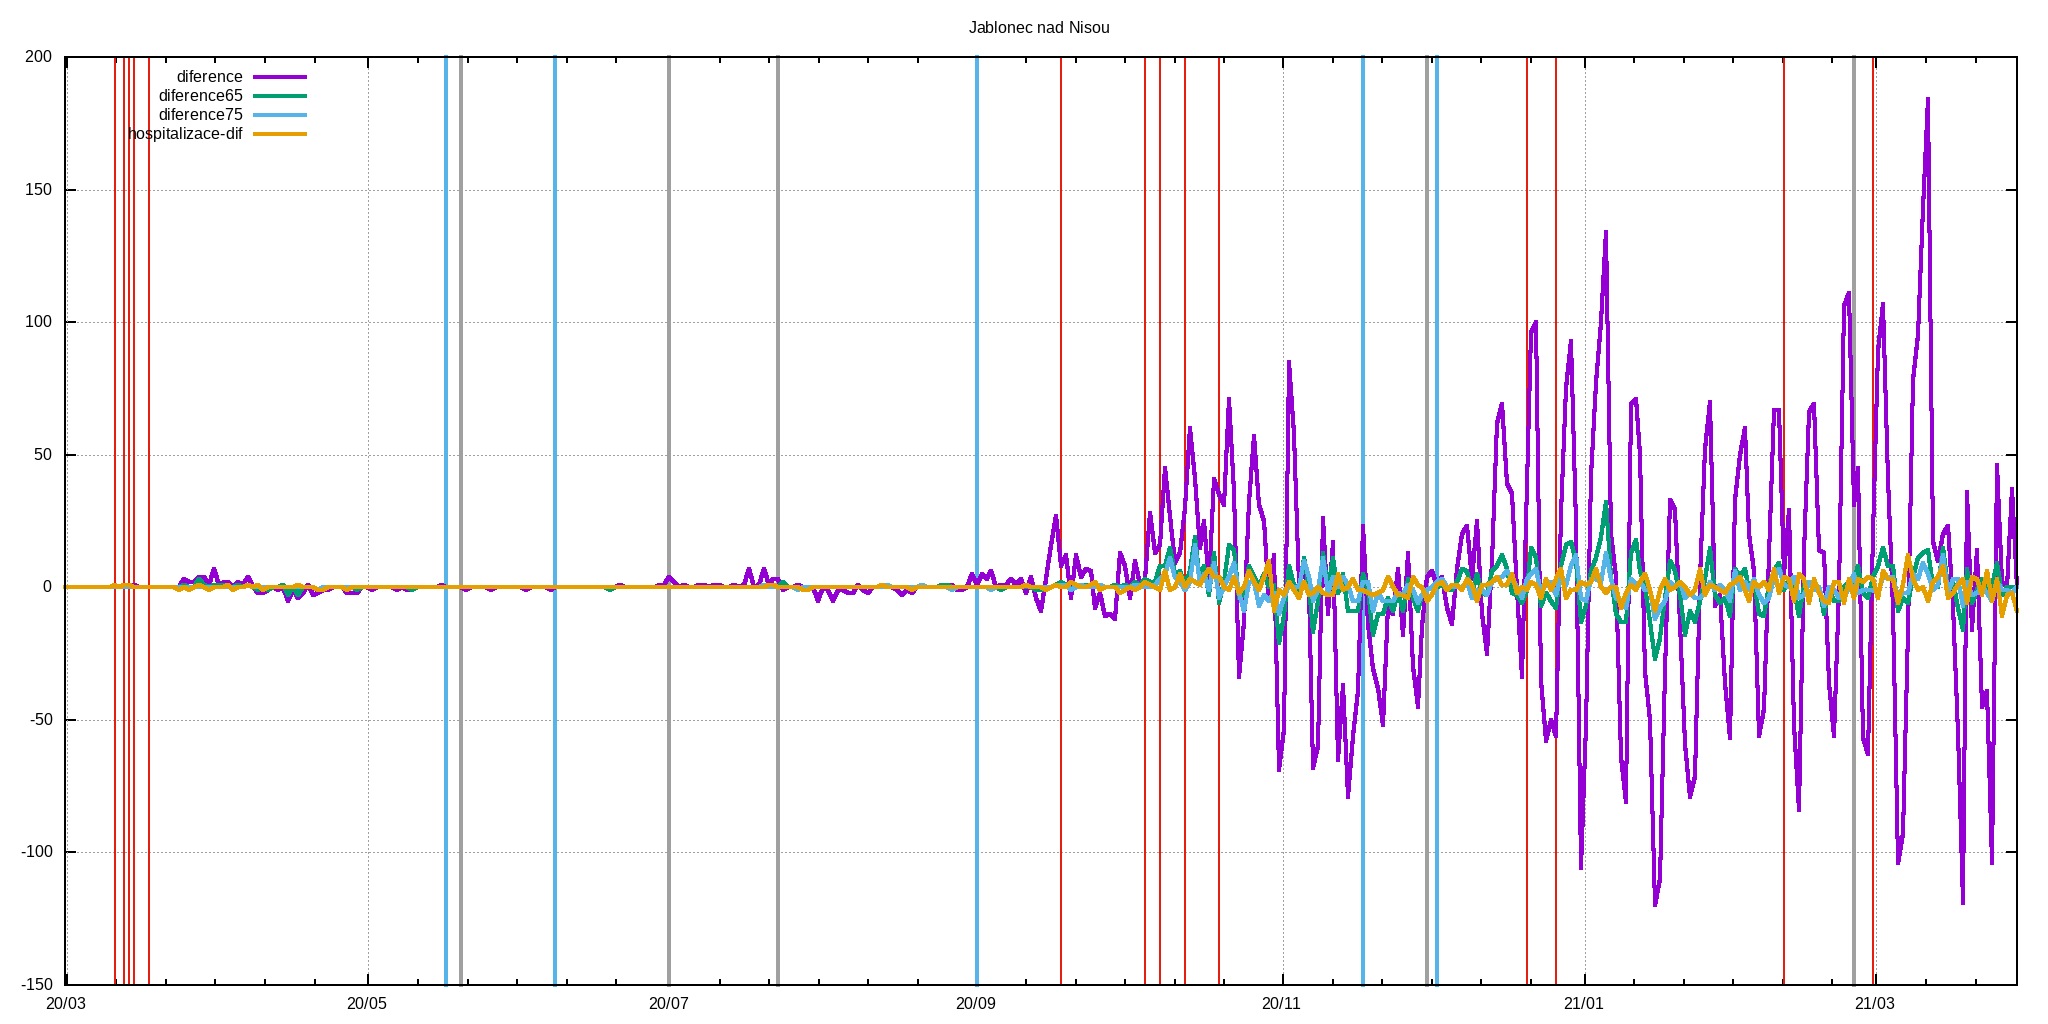 Jablonec nad Nisou
200
150
100
50
0
-50
-100
-150
diference
diference65
diference75
hospitalizace-dif
20/03 20/05 20/07 20/09 20/11 21/01 21/03